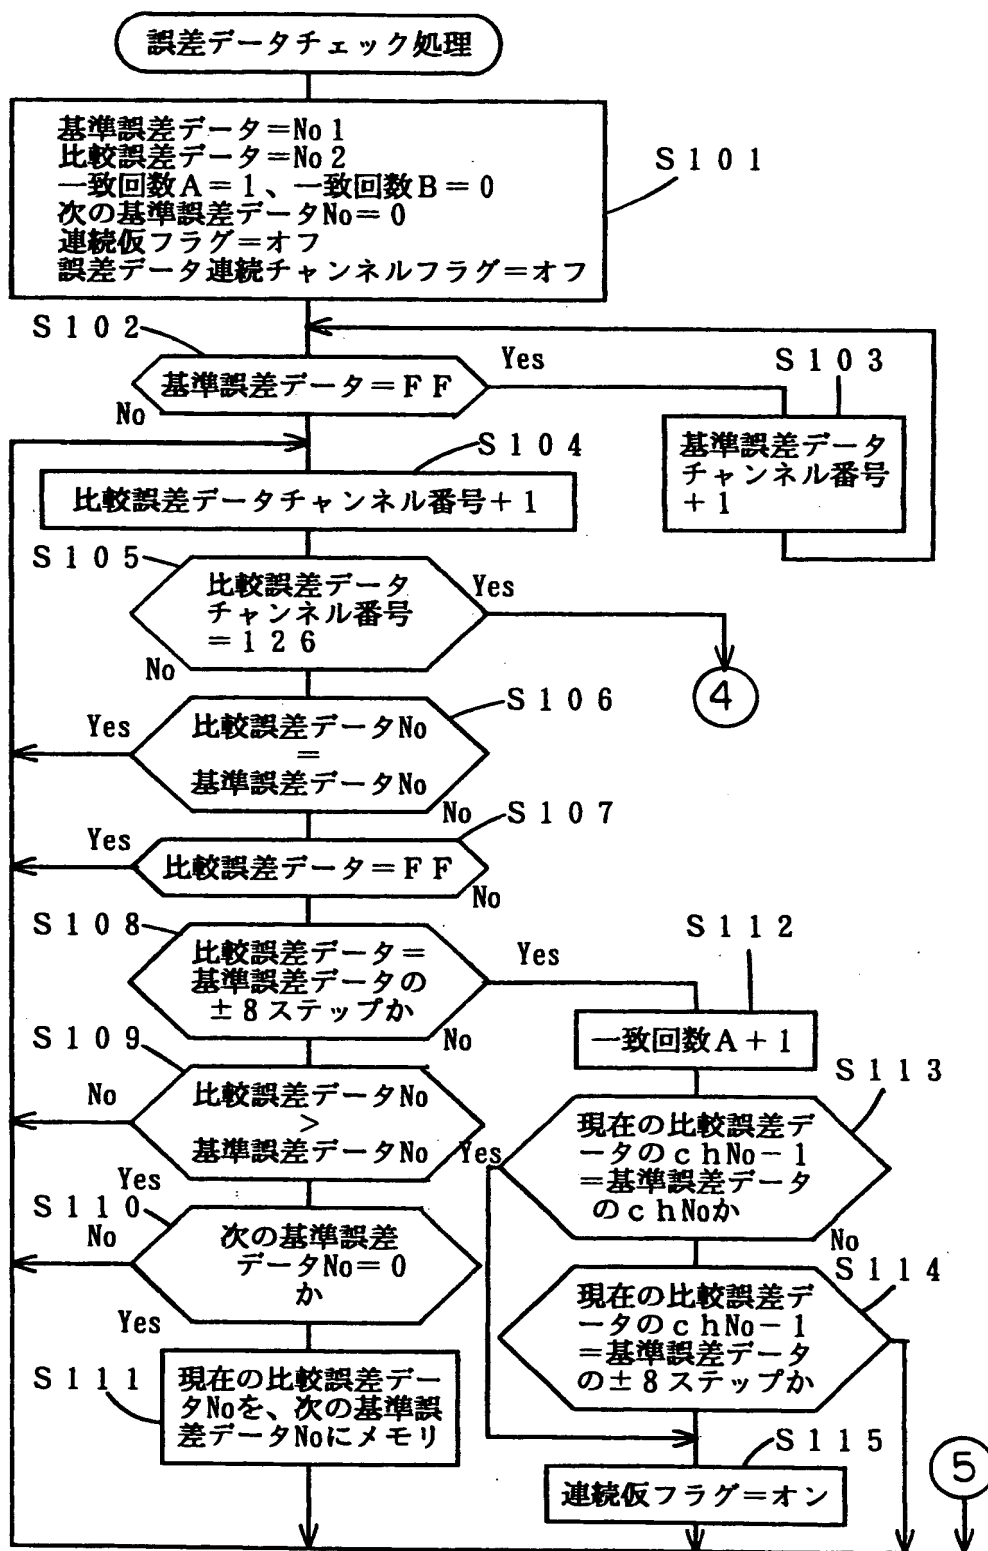 誤差データチェック処理
基準誤差データ=No1
比較誤差データ=No2
一致回数A=1、一致回数B=0
次の基準誤差データNo=0
連続仮フラグ=オフ
誤差データ連続チャンネルフラグ=オフ
S101
S102
基準誤差データ=FF
Yes
No
S103
基準誤差データ
チャンネル番号
+1
S104
比較誤差データチャンネル番号+1
S105
比較誤差データ
チャンネル番号
=126
Yes
No
④
S106
比較誤差データNo
=
基準誤差データNo
Yes
No
S107
比較誤差データ=FF
Yes
No
S108
比較誤差データ=
基準誤差データの
±8ステップか
Yes
No
S112
一致回数A+1
S109
比較誤差データNo
>
基準誤差データNo
No
Yes
S113
現在の比較誤差デ
ータのchNo-1
=基準誤差データ
のchNoか
Yes
No
S110
次の基準誤差
データNo=0
か
No
Yes
S114
現在の比較誤差デ
ータのchNo-1
=基準誤差データ
の±8ステップか
S111
現在の比較誤差デー
タNoを、次の基準誤
差データNoにメモリ
S115
連続仮フラグ=オン
⑤